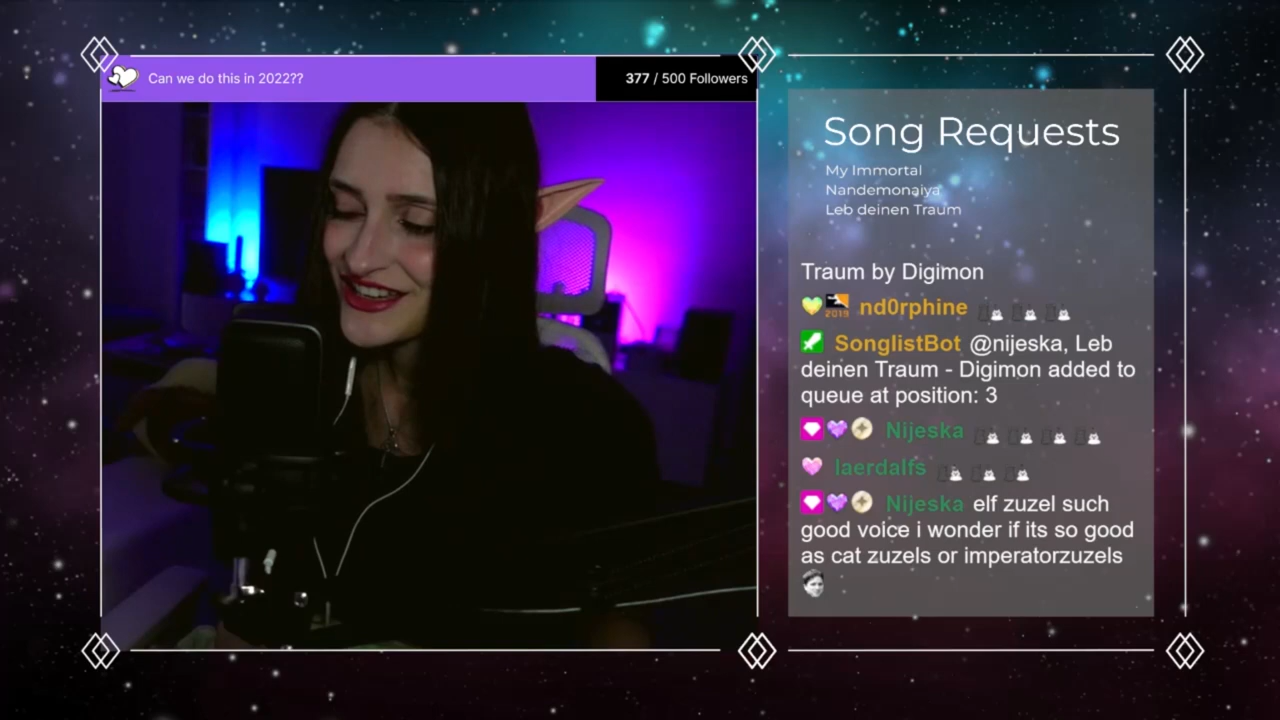 Can we do this in 2022??
377 / 500 Followers
Song Requests
My Immortal
Nandemonaiya
Leb deinen Traum
Traum by Digimon
2019 nd0rphine
SonglistBot @nijeska, Leb
deinen Traum - Digimon added to
queue at position: 3
Nijeska
laerdalfs
Nijeska elf zuzel such
good voice i wonder if its so good
as cat zuzels or imperatorzuzels